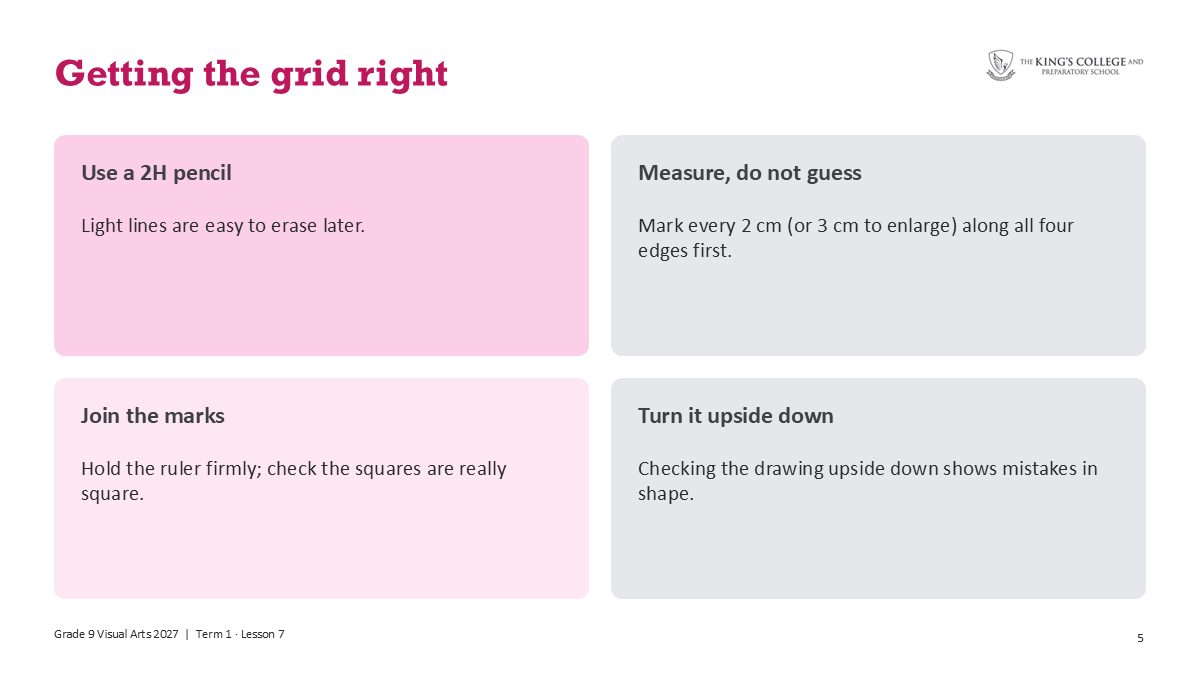 Getting the grid right
THE KING'S COLLEGE AND
PREPARATORY SCHOOL
Use a 2H pencil
Light lines are easy to erase later.
Measure, do not guess
Mark every 2 cm (or 3 cm to enlarge) along all four
edges first.
Join the marks
Hold the ruler firmly; check the squares are really
square.
Turn it upside down
Checking the drawing upside down shows mistakes in
shape.
Grade 9 Visual Arts 2027 | Term 1 · Lesson 7
5